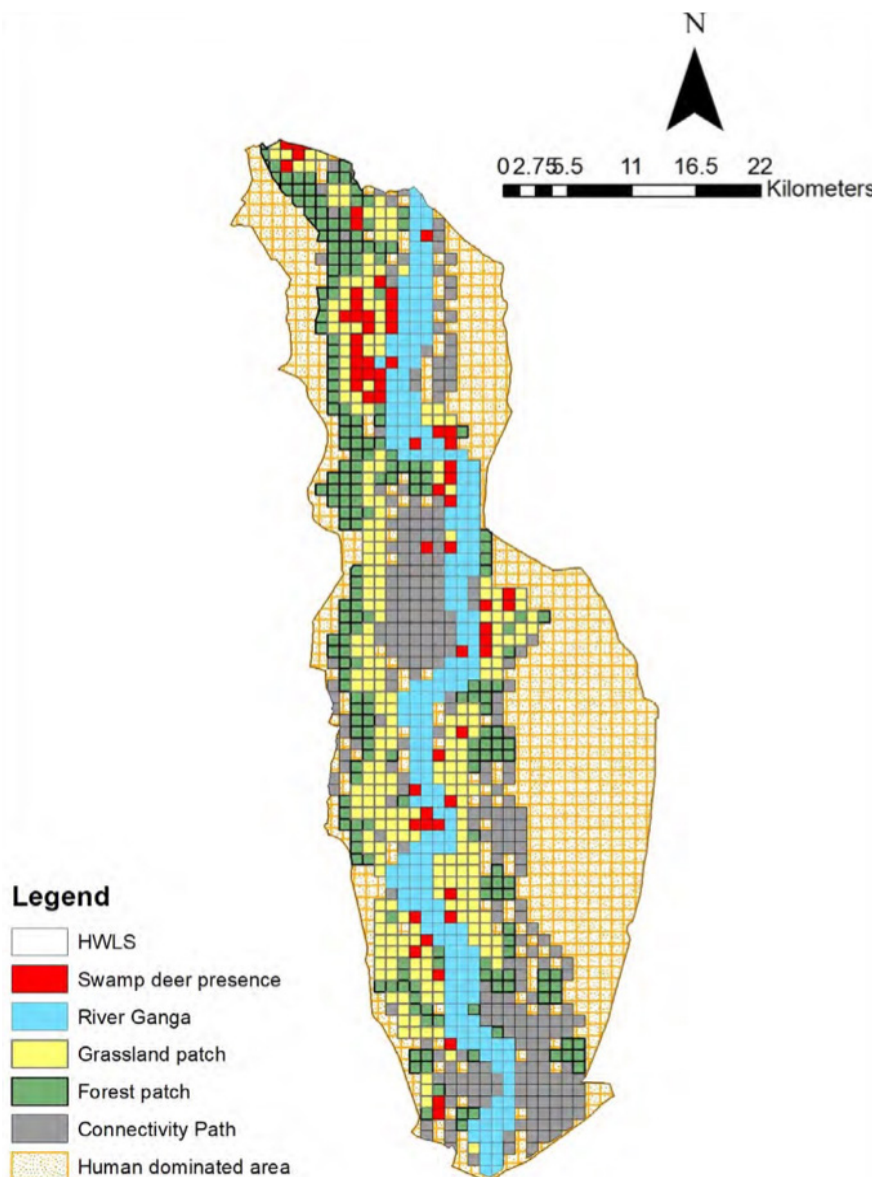 N
0 2.75 5.5 11 16.5 22
Kilometers
Legend
HWLS
Swamp deer presence
River Ganga
Grassland patch
Forest patch
Connectivity Path
Human dominated area